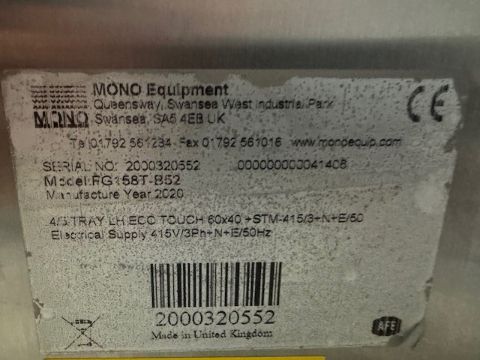 MONO Equipment
Queensway, Swansea West Industrial Park
Swansea, SA5 4EB UK
MONO
CE
Tel 01792 561234 Fax 01792 561016 www.monoequip.com
SERIAL NO: 2000320552 000000000041408
Model: FG158T-B52
Manufacture Year 2020
4/5 TRAY LH ECO TOUCH 60x40 +STM-415/3+N+E/50
Electrical Supply 415V/3Ph+N+E/50Hz
2000320552
Made in United Kingdom
AFE